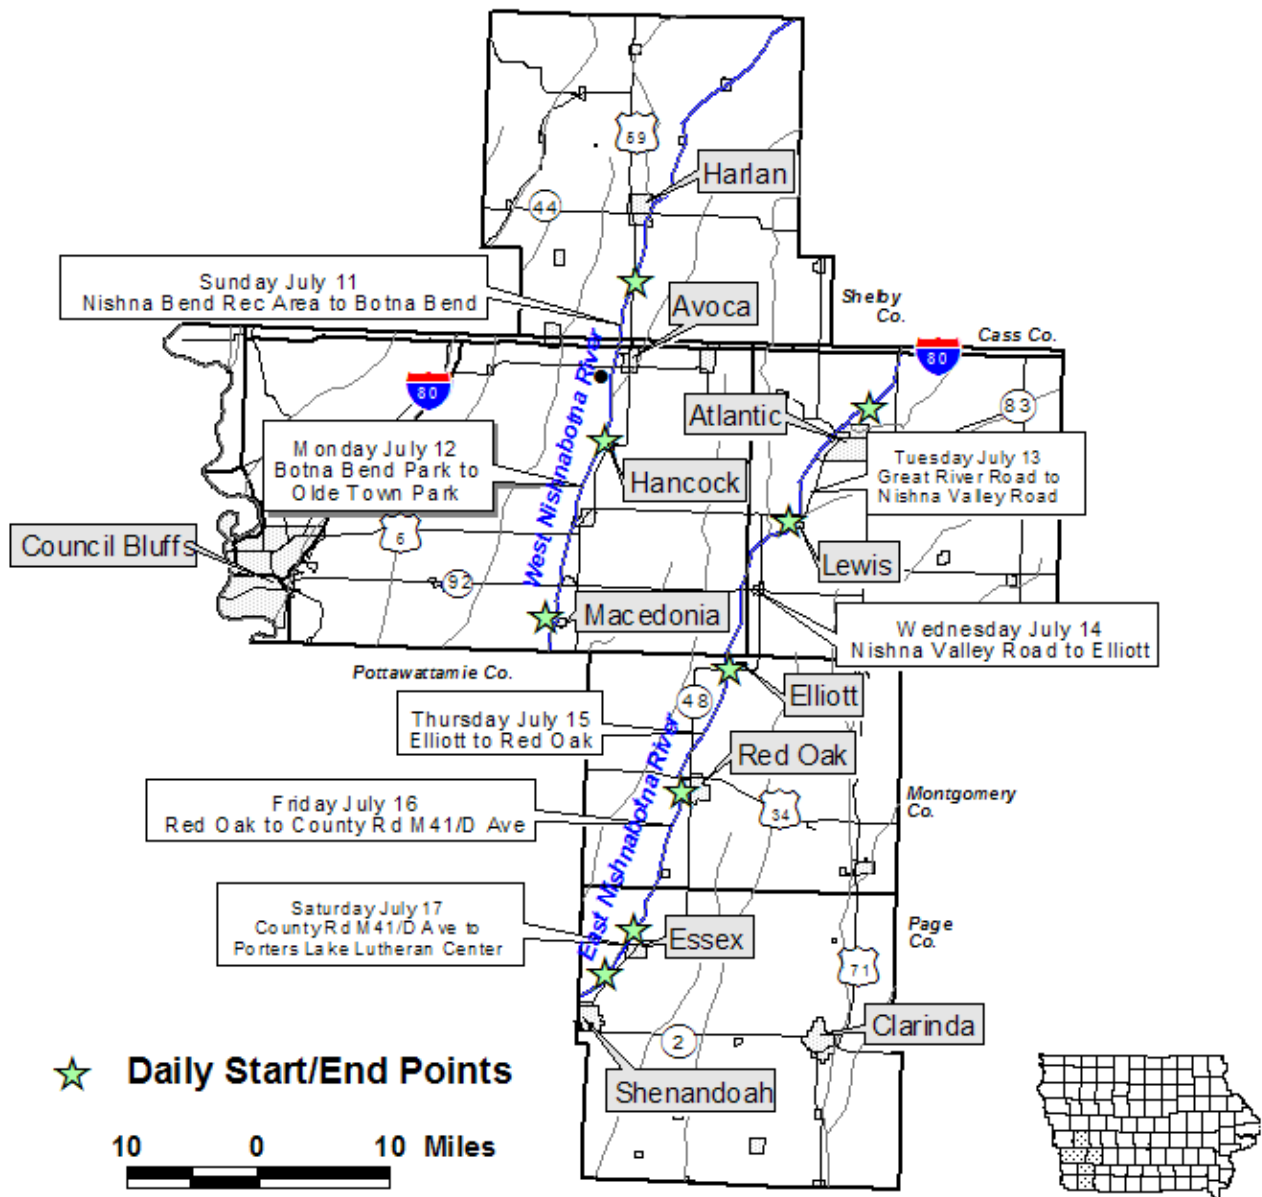 59
Harlan
44
Sunday July 11
Nishna Bend Rec Area to Botna Bend
Avoca
Shelby
Co.
Cass Co.
80
80
West Nishnabotna River
Atlantic
83
Monday July 12
Botna Bend Park to
Olde Town Park
Tuesday July 13
Great River Road to
Nishna Valley Road
Hancock
6
Council Bluffs
92
Lewis
Macedonia
Wednesday July 14
Nishna Valley Road to Elliott
Pottawattamie Co.
48
Elliott
Thursday July 15
Elliott to Red Oak
East Nishnabotna River
Red Oak
Friday July 16
Red Oak to County Rd M41/D Ave
34
Montgomery
Co.
Saturday July 17
County Rd M41/D Ave to
Porters Lake Lutheran Center
Essex
Page
Co.
71
Clarinda
2
Shenandoah
Daily Start/End Points
10 0 10 Miles